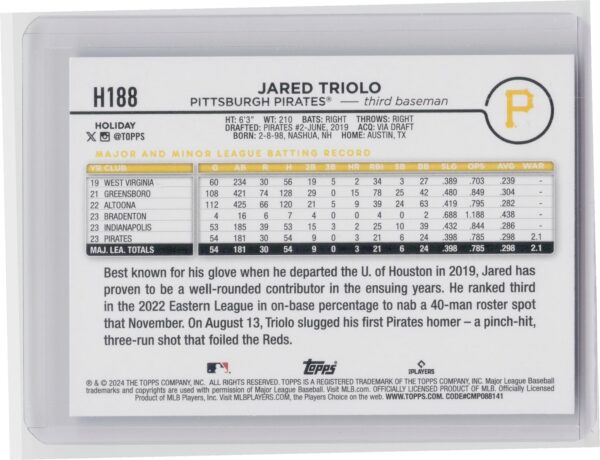 H188
JARED TRIOLO
PITTSBURGH PIRATES® — third baseman
HOLIDAY
@TOPPS
HT: 6'3" WT: 210 BATS: RIGHT THROWS: RIGHT
DRAFTED: PIRATES #2-JUNE, 2019 ACQ: VIA DRAFT
BORN: 2-8-98, NASHUA, NH HOME: AUSTIN, TX
P
MAJOR AND MINOR LEAGUE BATTING RECORD
YR CLUB G AB R H 2B 3B HR RBI SB BB SLG OPS AVG WAR
19 WEST VIRGINIA 60 234 30 56 19 5 2 34 3 27 .389 .703 .239 -
21 GREENSBORO 108 421 74 128 29 0 15 78 25 42 .480 .849 .304 -
22 ALTOONA 112 425 66 120 21 5 9 39 24 63 .419 .795 .282 -
23 BRADENTON 4 16 6 7 4 0 0 4 0 2 .688 1.188 .438 -
23 INDIANAPOLIS 53 185 39 53 15 3 2 25 10 39 .432 .844 .286 -
23 PIRATES 54 181 30 54 9 0 3 21 6 24 .398 .785 .298 2.1
MAJ. LEA. TOTALS 54 181 30 54 9 0 3 21 6 24 .398 .785 .298 2.1
Best known for his glove when he departed the U. of Houston in 2019, Jared has
proven to be a well-rounded contributor in the ensuing years. He ranked third
in the 2022 Eastern League in on-base percentage to nab a 40-man roster spot
that November. On August 13, Triolo slugged his first Pirates homer – a pinch-hit,
three-run shot that foiled the Reds.
topps
PLAYERS
® & © 2024 THE TOPPS COMPANY, INC. ALL RIGHTS RESERVED. TOPPS IS A REGISTERED TRADEMARK OF THE TOPPS COMPANY, INC. Major League Baseball
trademarks and copyrights are used with permission of Major League Baseball. Visit MLB.com. OFFICIALLY LICENSED PRODUCT OF MLB. Officially Licensed
Product of MLB Players, Inc. Visit MLBPLAYERS.com, the Players Choice on the web. WWW.TOPPS.COM. CODE#CMP088141